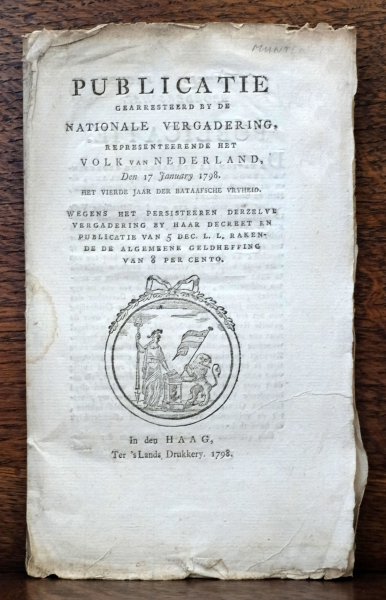 MUNTEN
PUBLICATIE
GEARRESTEERD BY DE
NATIONALE VERGADERING,
REPRESENTEERENDE HET
VOLK VAN NEDERLAND,
Den 17 January 1798.
HET VIERDE JAAR DER BATAAFSCHE VRYHEID.
WEGENS HET PERSISTEEREN DERZELVE
VERGADERING BY HAAR DECREET EN
PUBLICATIE VAN 5 DEC. L. L. RAKEN-
DE DE ALGEMEENE GELDHEFFING
VAN 8 PER CENTO.
In den HAAG,
Ter 's Lands Drukkery. 1798.